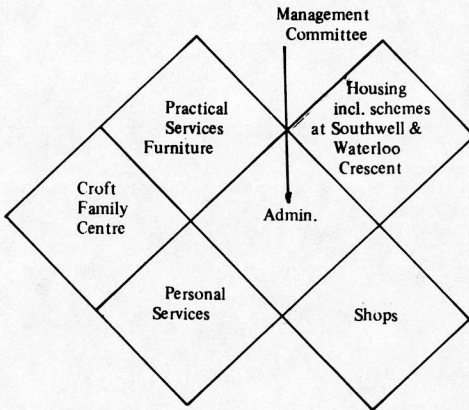 Management
Committee
Housing
incl. schemes
at Southwell &
Waterloo
Crescent
Practical
Services
Furniture
Croft
Family
Centre
Admin.
Personal
Services
Shops